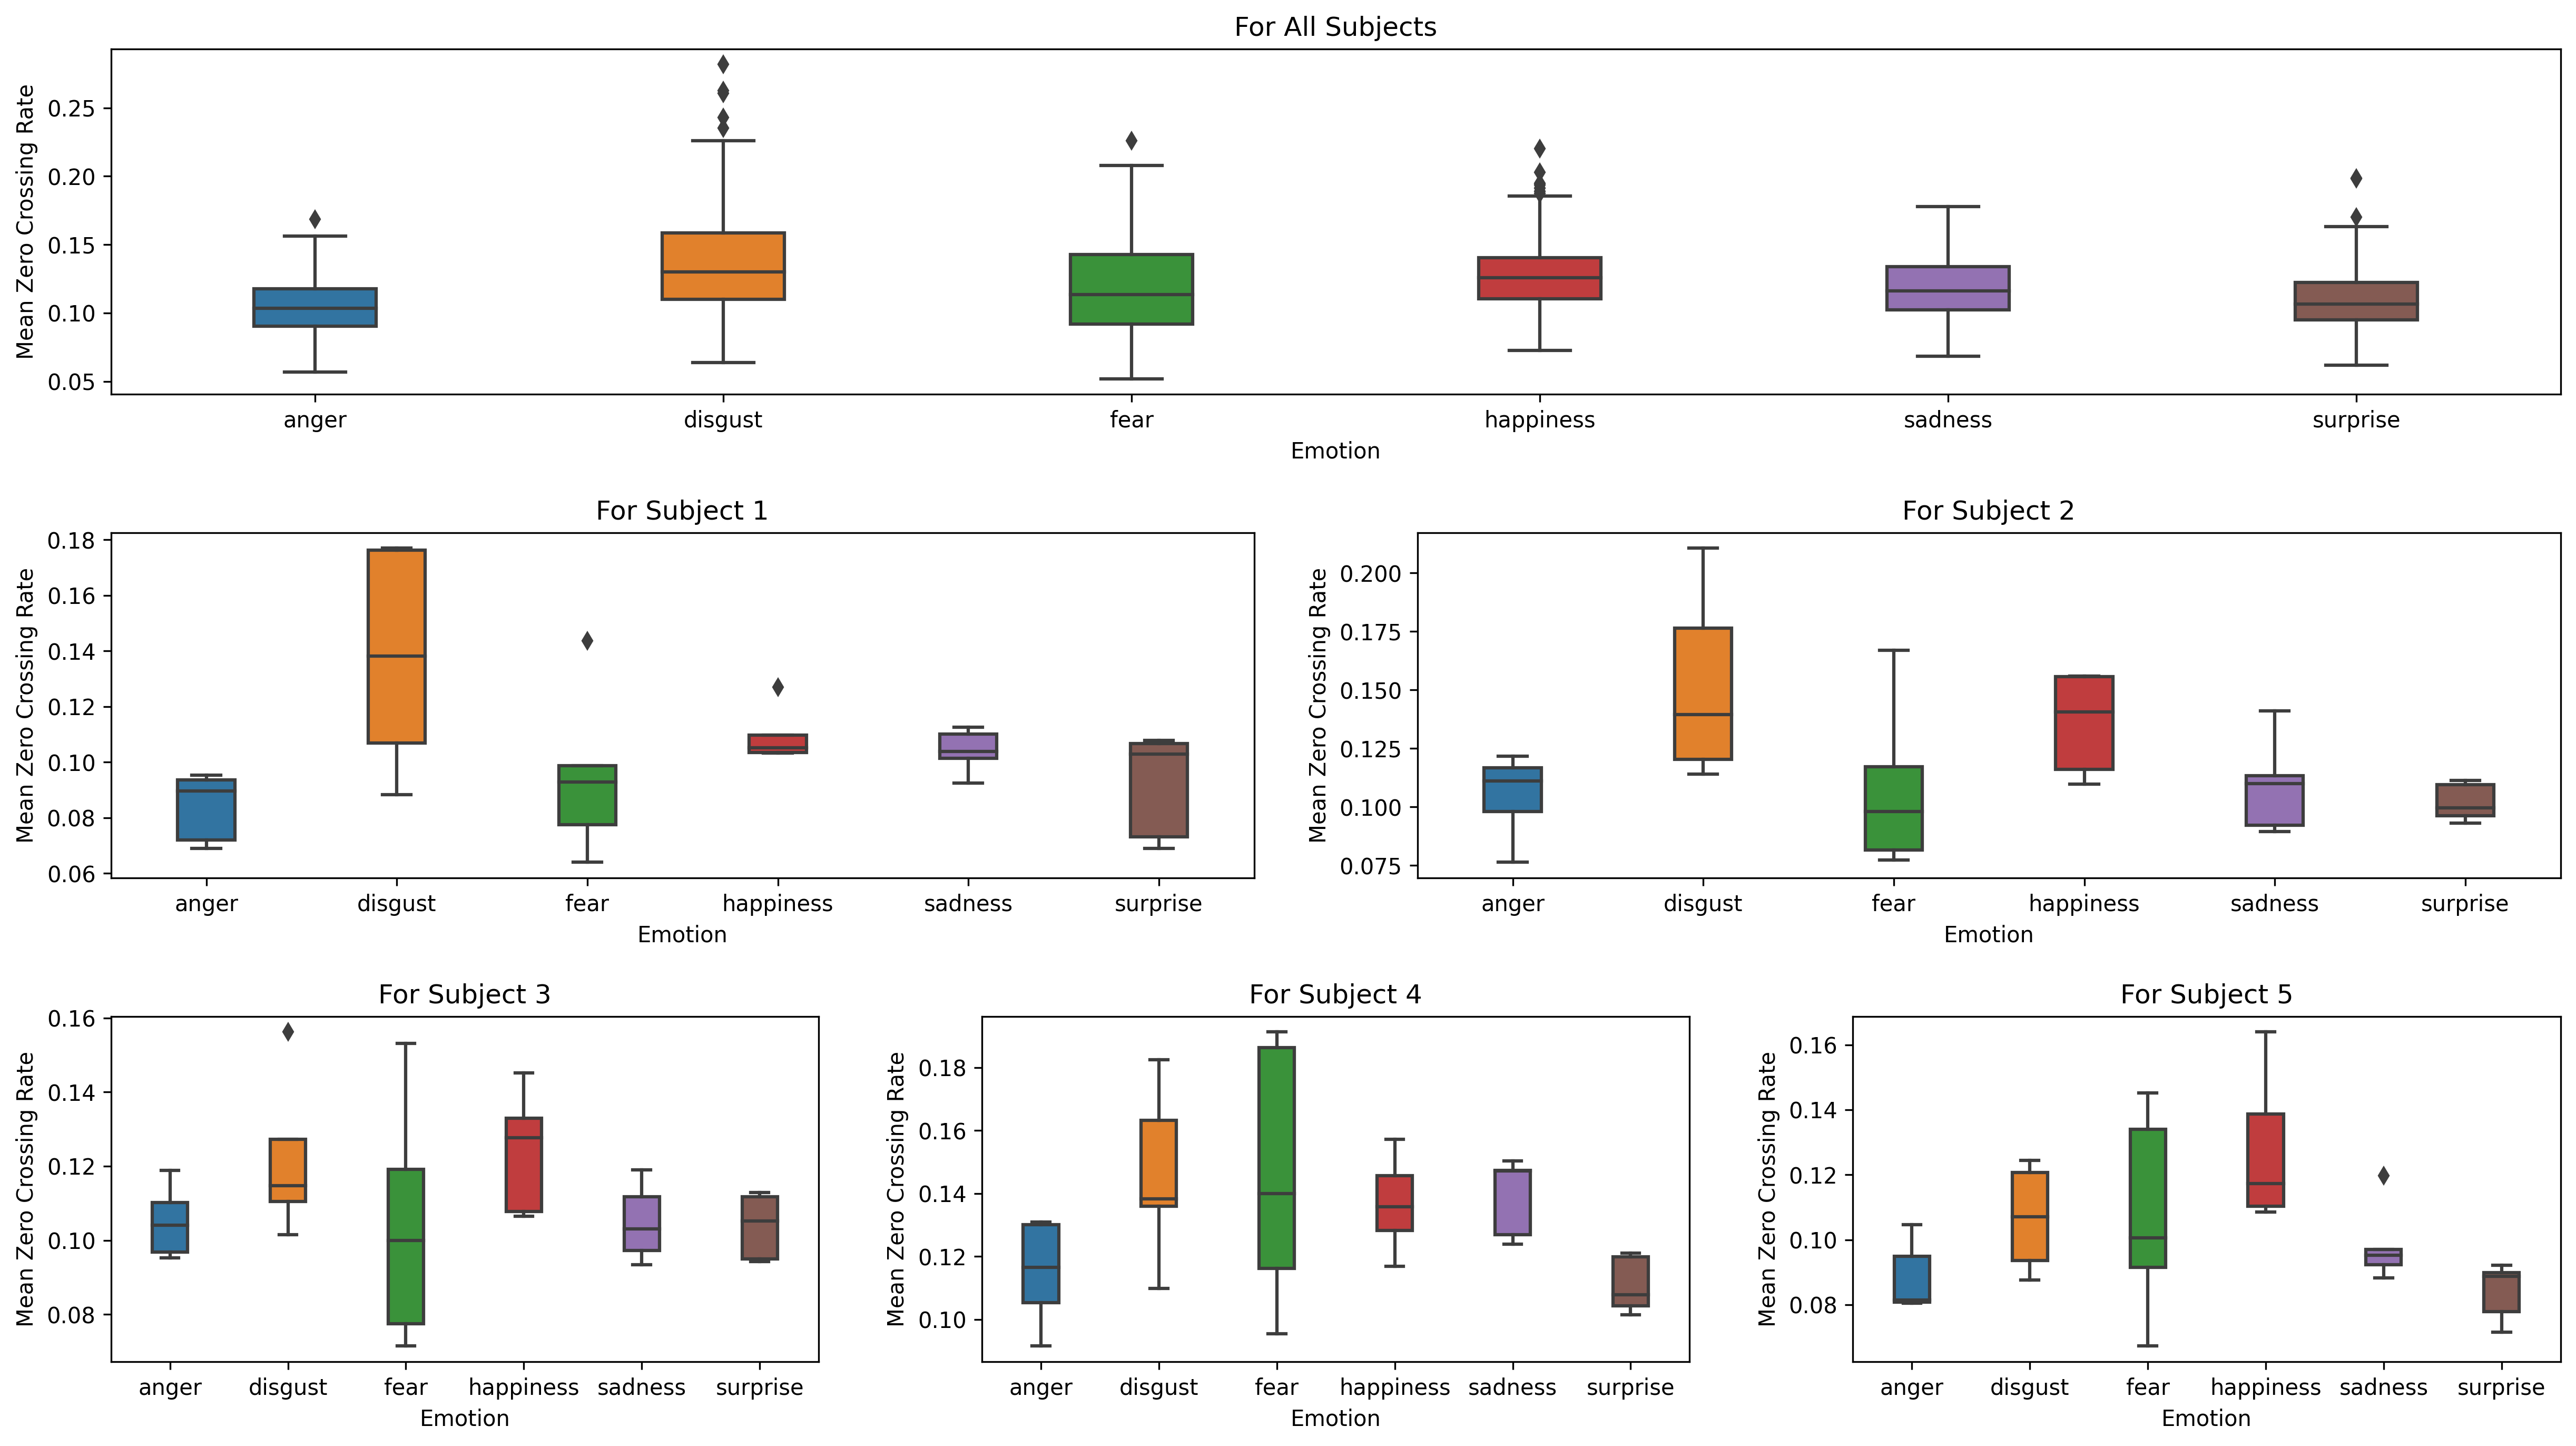 For All Subjects
Mean Zero Crossing Rate
0.25
0.20
0.15
0.10
0.05
anger disgust fear happiness sadness surprise
Emotion
For Subject 1
Mean Zero Crossing Rate
0.18
0.16
0.14
0.12
0.10
0.08
0.06
anger disgust fear happiness sadness surprise
Emotion
For Subject 2
Mean Zero Crossing Rate
0.200
0.175
0.150
0.125
0.100
0.075
anger disgust fear happiness sadness surprise
Emotion
For Subject 3
Mean Zero Crossing Rate
0.16
0.14
0.12
0.10
0.08
anger disgust fear happiness sadness surprise
Emotion
For Subject 4
Mean Zero Crossing Rate
0.18
0.16
0.14
0.12
0.10
anger disgust fear happiness sadness surprise
Emotion
For Subject 5
Mean Zero Crossing Rate
0.16
0.14
0.12
0.10
0.08
anger disgust fear happiness sadness surprise
Emotion